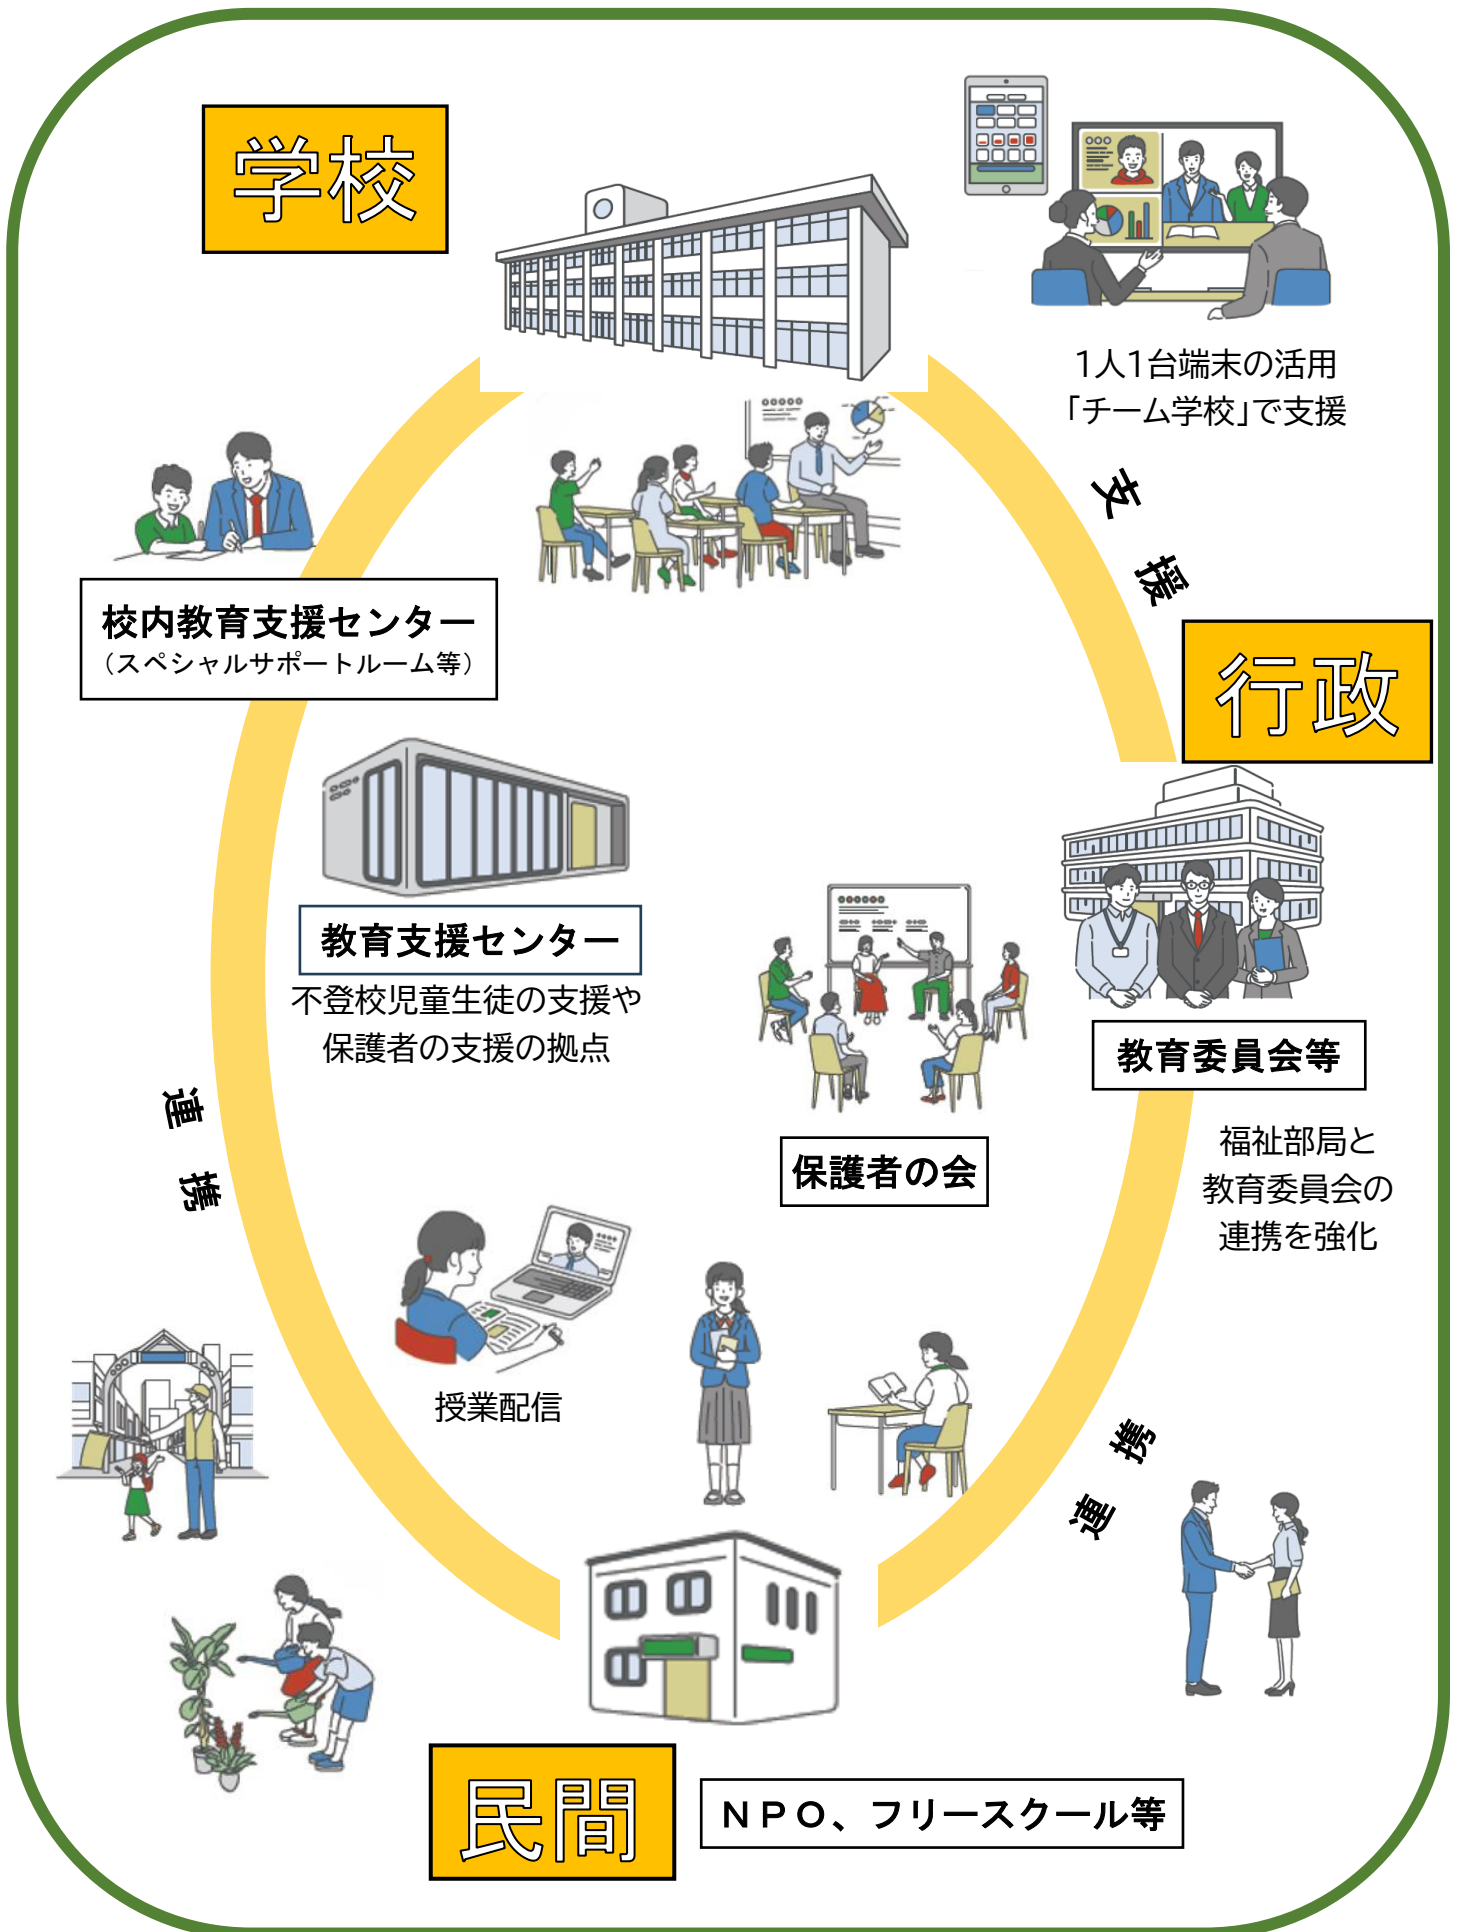 学校
1人1台端末の活用
「チーム学校」で支援
支援
校内教育支援センター
（スペシャルサポートルーム等）
行政
教育支援センター
不登校児童生徒の支援や
保護者の支援の拠点
教育委員会等
福祉部局と
教育委員会の
連携を強化
保護者の会
連携
授業配信
連携
民間
ＮＰＯ、フリースクール等